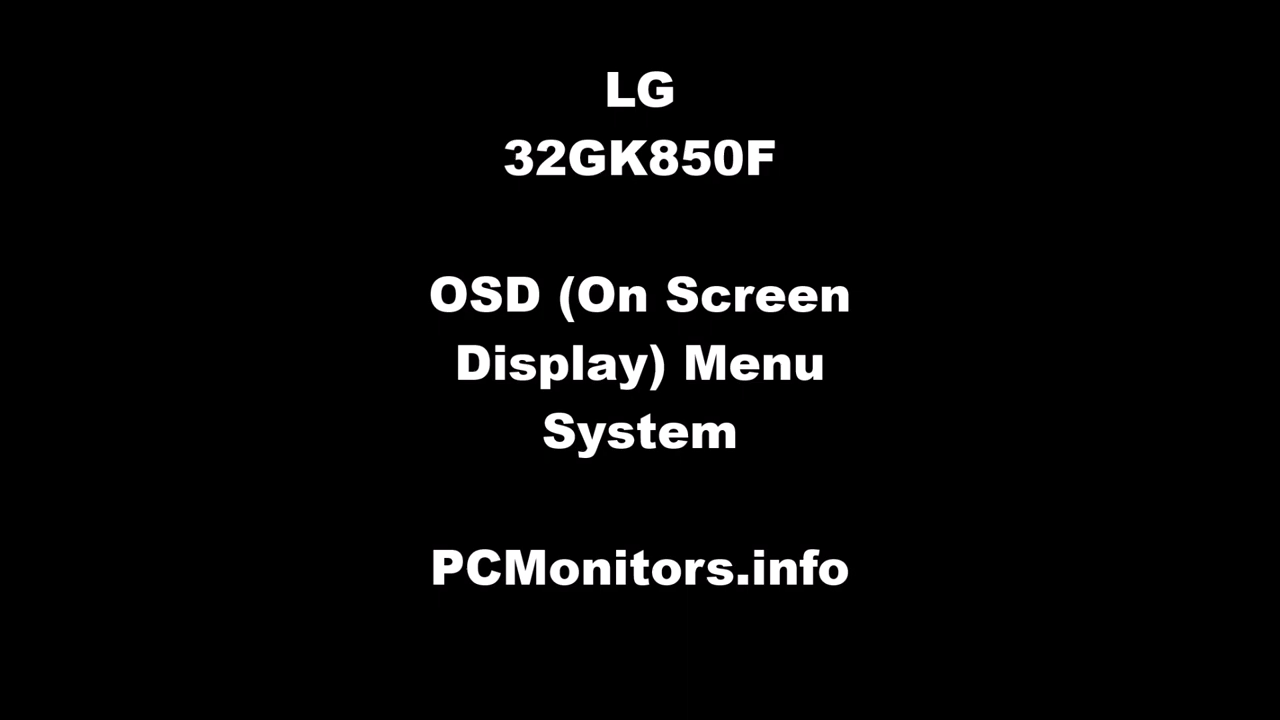 LG
32GK850F
OSD (On Screen
Display) Menu
System
PCMonitors.info